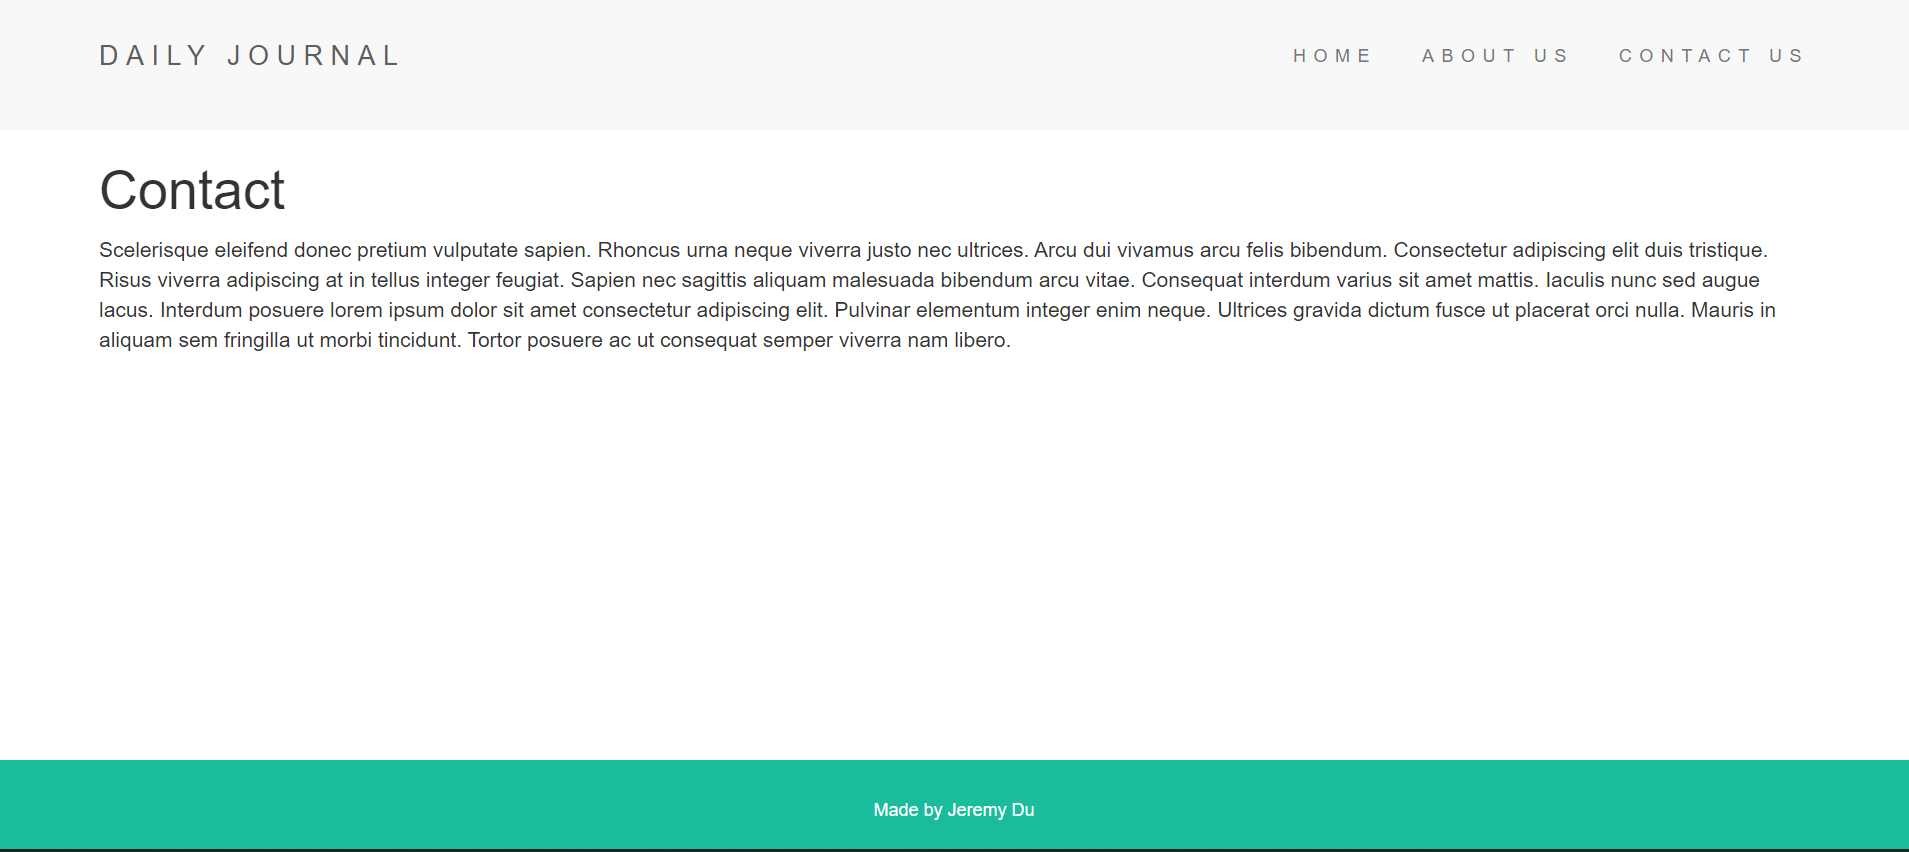 DAILY JOURNAL
HOME ABOUT US CONTACT US
Contact
Scelerisque eleifend donec pretium vulputate sapien. Rhoncus urna neque viverra justo nec ultrices. Arcu dui vivamus arcu felis bibendum. Consectetur adipiscing elit duis tristique.
Risus viverra adipiscing at in tellus integer feugiat. Sapien nec sagittis aliquam malesuada bibendum arcu vitae. Consequat interdum varius sit amet mattis. Iaculis nunc sed augue
lacus. Interdum posuere lorem ipsum dolor sit amet consectetur adipiscing elit. Pulvinar elementum integer enim neque. Ultrices gravida dictum fusce ut placerat orci nulla. Mauris in
aliquam sem fringilla ut morbi tincidunt. Tortor posuere ac ut consequat semper viverra nam libero.
Made by Jeremy Du